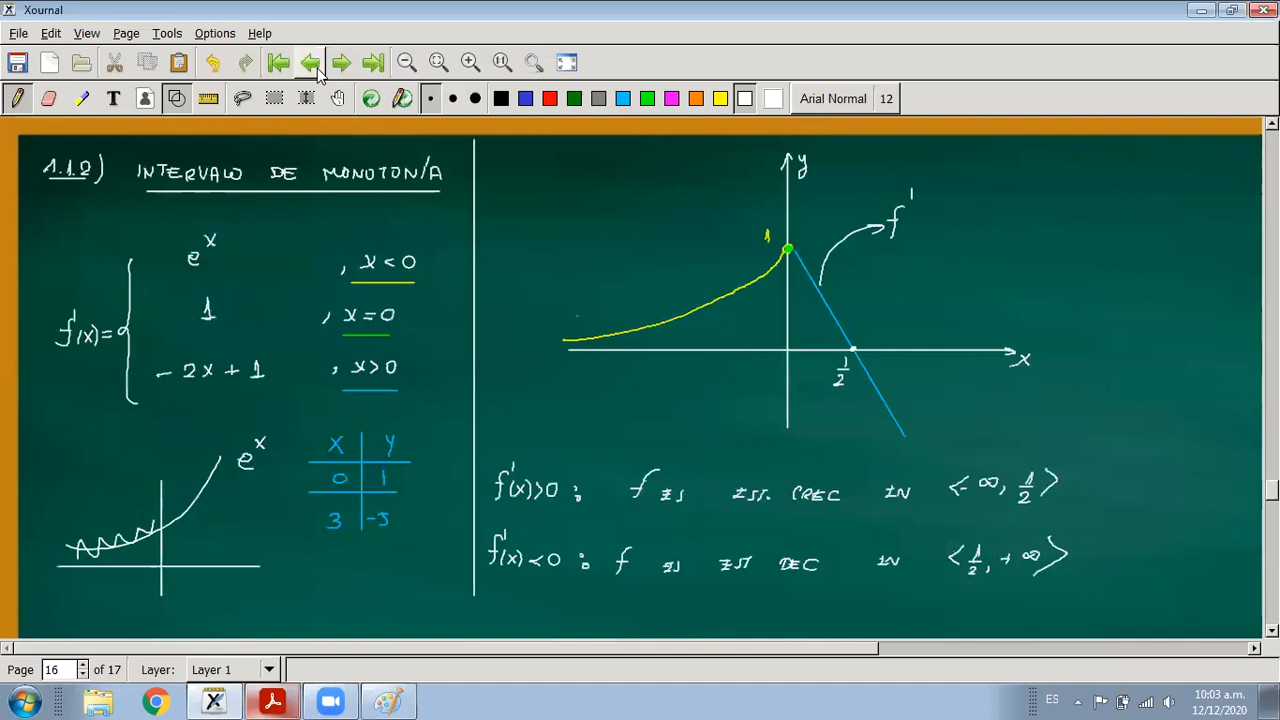 Xournal
File Edit View Page Tools Options Help
Arial Normal 12
1.1.2) INTERVALO DE MONOTONÍA
f'(x)=
e^x , x<0
1 , x=0
-2x+1 , x>0
e^x
x y
0 1
3 -5
y
1
f'
1/2
x
f'(x)>0 : f ES EST. CREC EN <-∞, 1/2>
f'(x)<0 : f ES EST DEC EN <1/2, +∞>
Page 16 of 17 Layer: Layer 1
ES
10:03 a.m.
12/12/2020